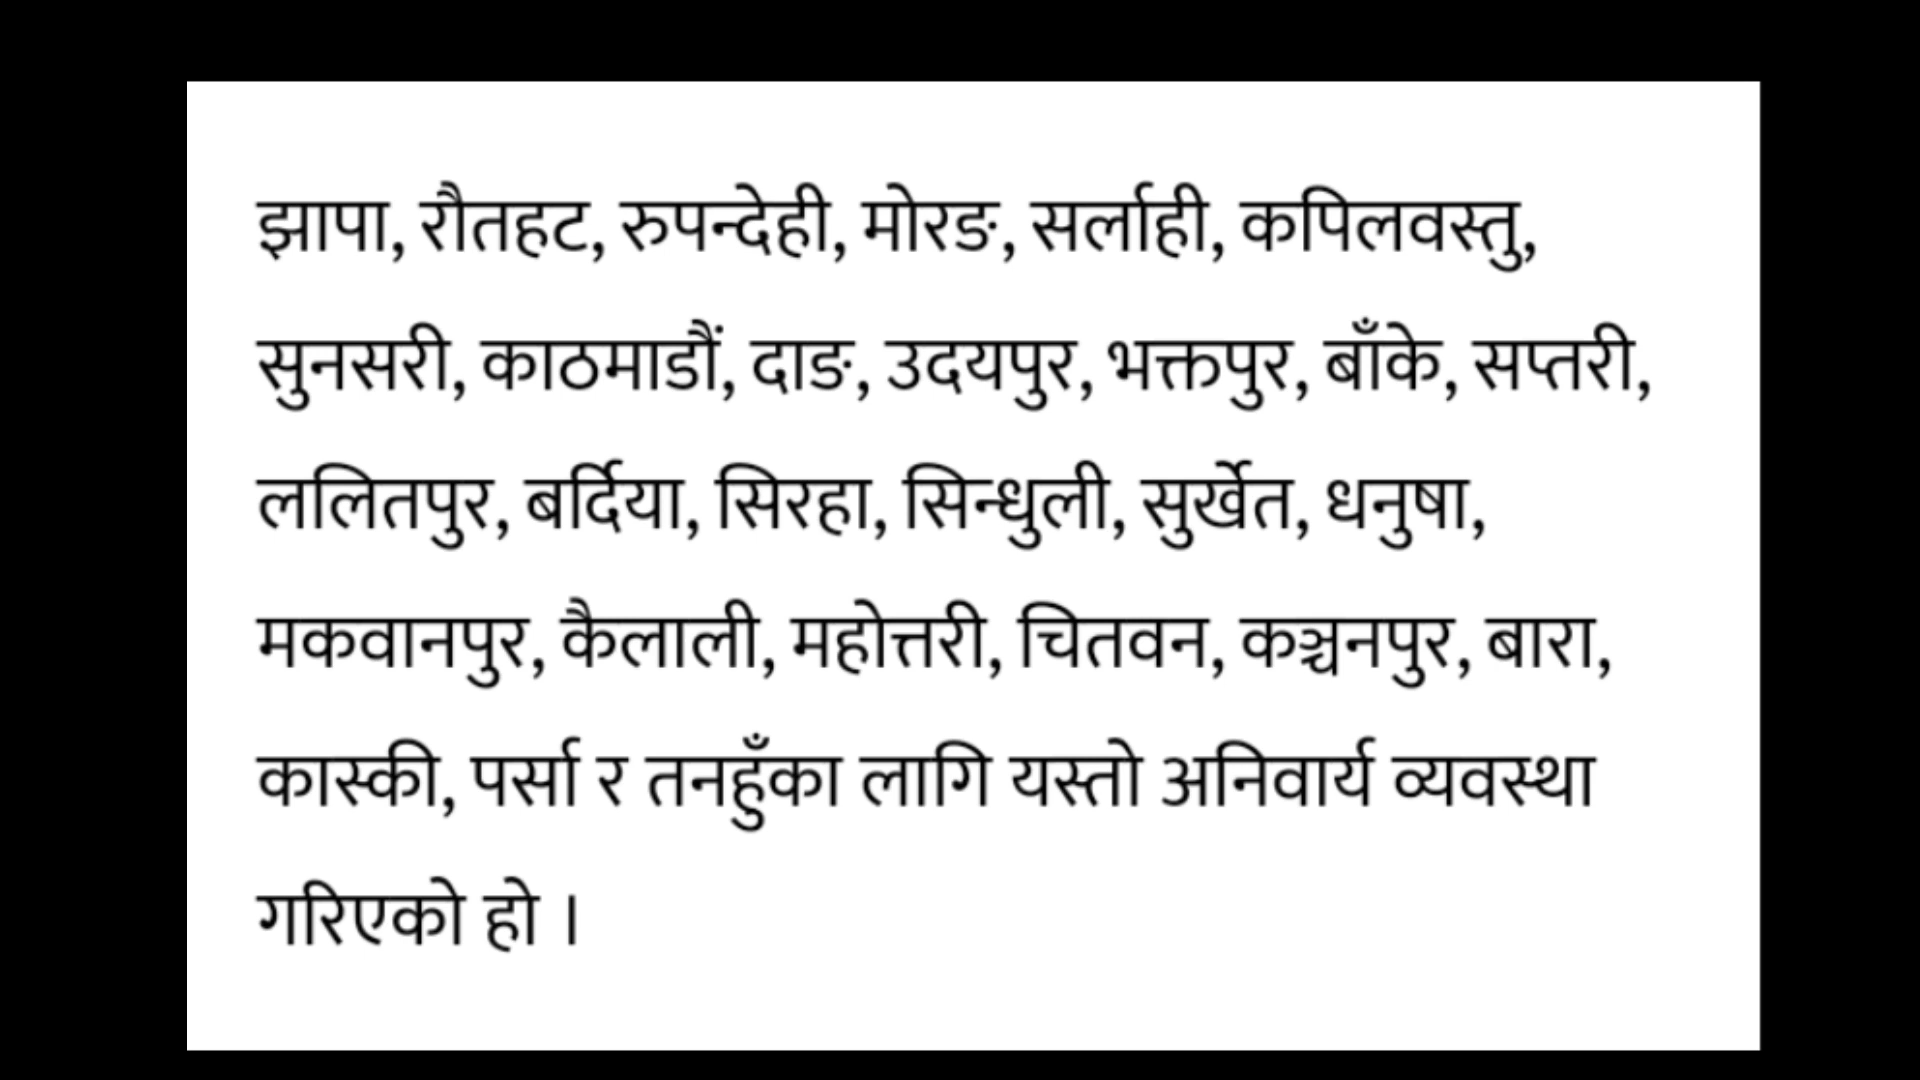 झापा, रौतहट, रुपन्देही, मोरङ, सर्लाही, कपिलवस्तु,
सुनसरी, काठमाडौं, दाङ, उदयपुर, भक्तपुर, बाँके, सप्तरी,
ललितपुर, बर्दिया, सिरहा, सिन्धुली, सुर्खेत, धनुषा,
मकवानपुर, कैलाली, महोत्तरी, चितवन, कञ्चनपुर, बारा,
कास्की, पर्सा र तनहुँका लागि यस्तो अनिवार्य व्यवस्था
गरिएको हो ।